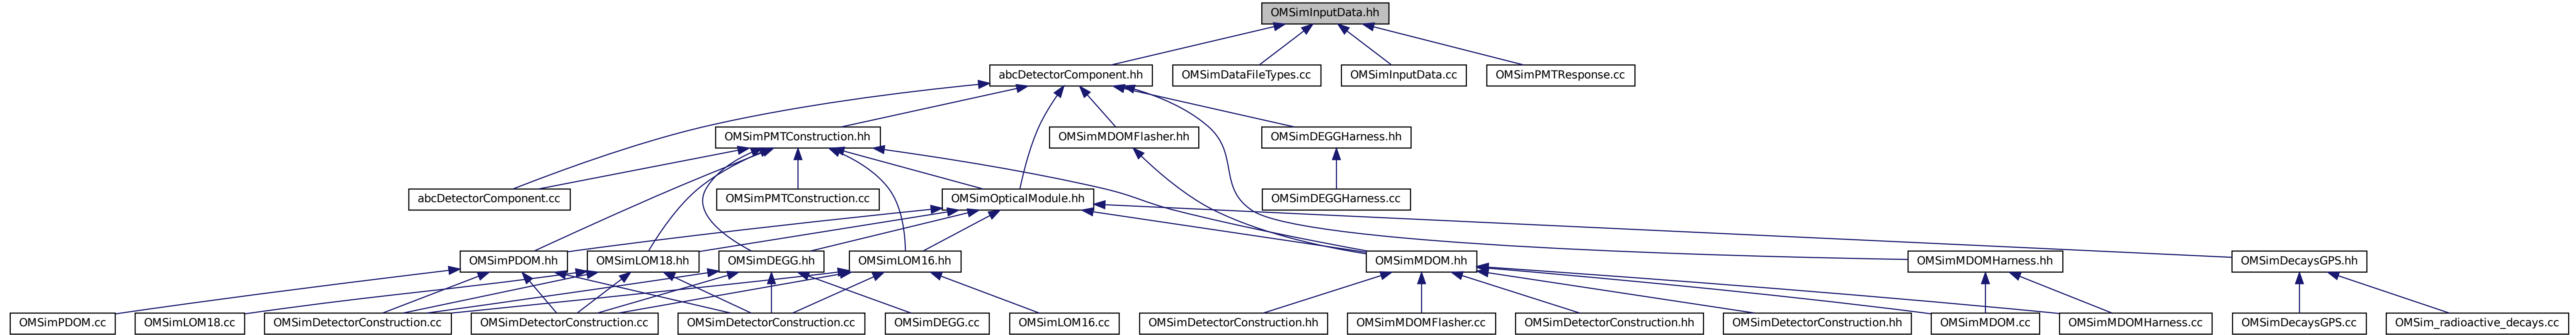 OMSimInputData.hh
abcDetectorComponent.hh
OMSimDataFileTypes.cc
OMSimInputData.cc
OMSimPMTResponse.cc
OMSimPMTConstruction.hh
OMSimMDOMFlasher.hh
OMSimDEGGHarness.hh
abcDetectorComponent.cc
OMSimPMTConstruction.cc
OMSimOpticalModule.hh
OMSimDEGGHarness.cc
OMSimPDOM.hh
OMSimLOM18.hh
OMSimDEGG.hh
OMSimLOM16.hh
OMSimMDOM.hh
OMSimMDOMHarness.hh
OMSimDecaysGPS.hh
OMSimPDOM.cc
OMSimLOM18.cc
OMSimDetectorConstruction.cc
OMSimDetectorConstruction.cc
OMSimDetectorConstruction.cc
OMSimDEGG.cc
OMSimLOM16.cc
OMSimDetectorConstruction.hh
OMSimMDOMFlasher.cc
OMSimDetectorConstruction.hh
OMSimDetectorConstruction.hh
OMSimMDOM.cc
OMSimMDOMHarness.cc
OMSimDecaysGPS.cc
OMSim_radioactive_decays.cc